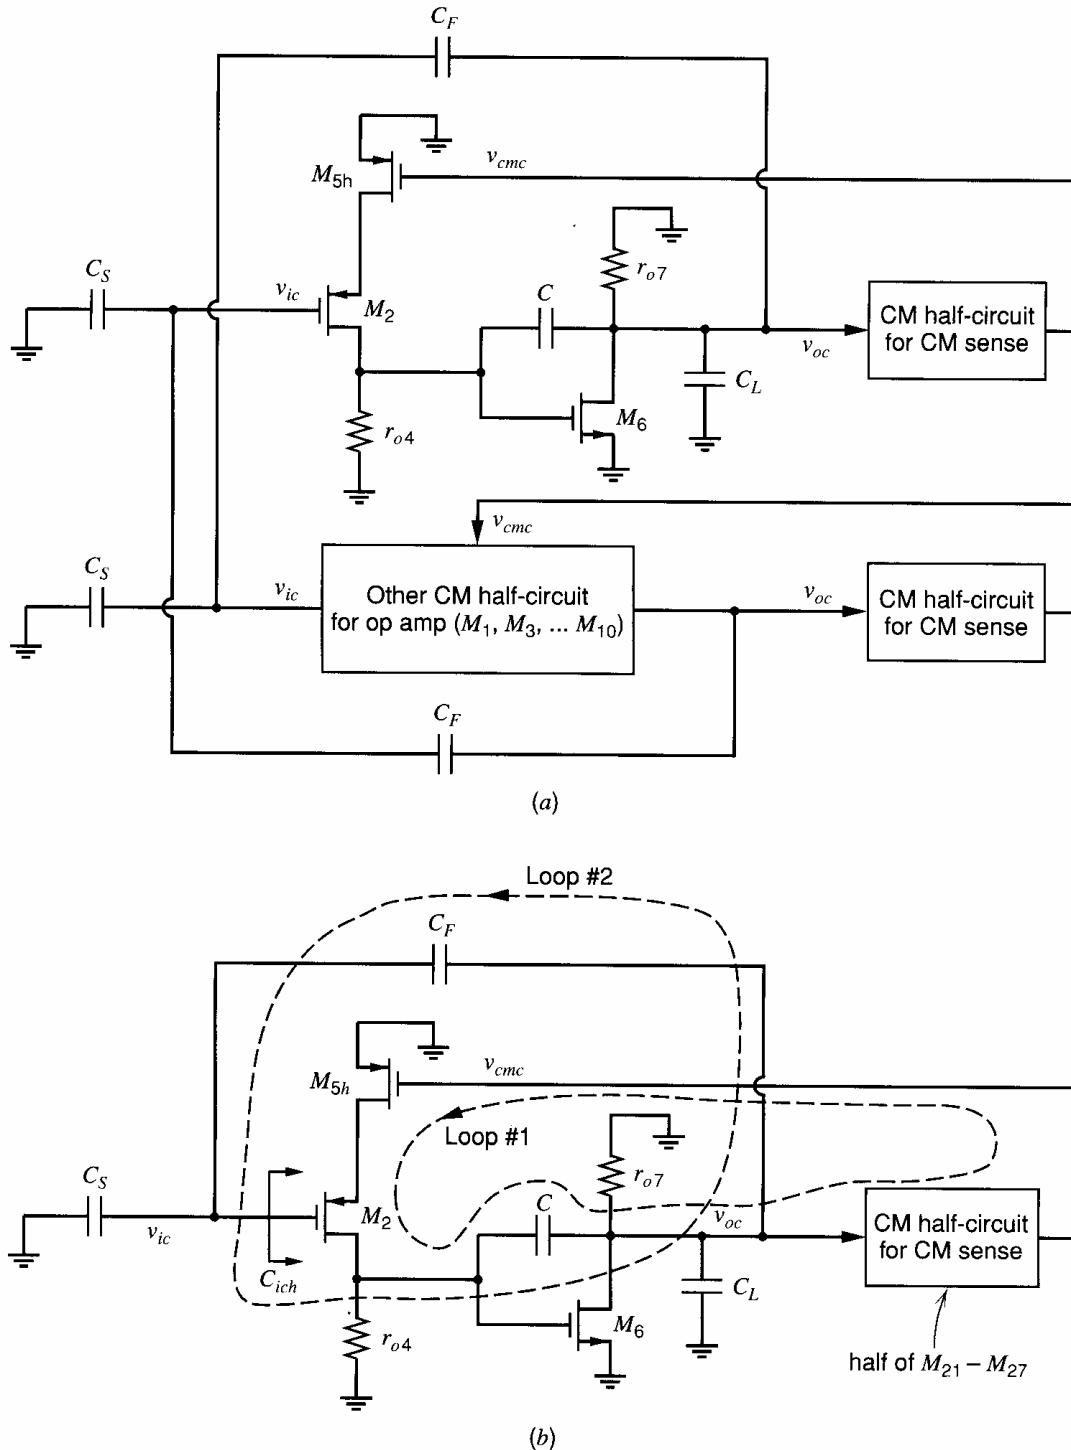 C_F
v_cmc
M_5h
r_o7
C_S
v_ic
M_2
C
CM half-circuit
for CM sense
v_oc
C_L
M_6
r_o4
v_cmc
C_S
v_ic
Other CM half-circuit
for op amp (M_1, M_3, ... M_10)
v_oc
CM half-circuit
for CM sense
C_F
(a)
Loop #2
C_F
v_cmc
M_5h
Loop #1
r_o7
C_S
v_ic
M_2
C
v_oc
CM half-circuit
for CM sense
C_ich
C_L
M_6
r_o4
half of M_21 – M_27
(b)